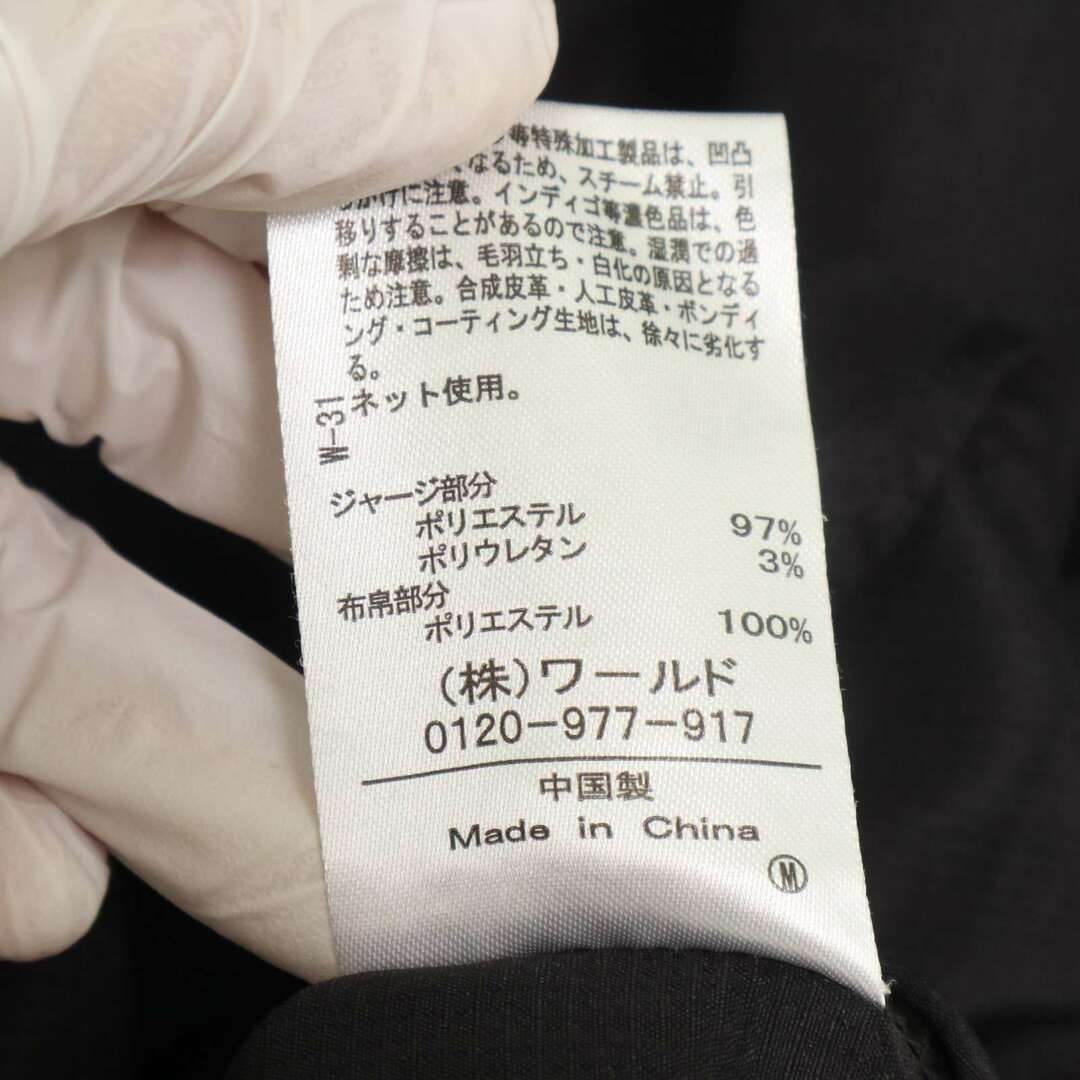 等特殊加工製品は、凹凸
なるため、スチーム禁止。引
かけに注意。インディゴ等濃色品は、色
移りすることがあるので注意。湿潤での過
剰な摩擦は、毛羽立ち・白化の原因となる
ため注意。合成皮革・人工皮革・ボンディ
ング・コーティング生地は、徐々に劣化す
る。
W-31
ネット使用。
ジャージ部分
ポリエステル 97%
ポリウレタン 3%
布帛部分
ポリエステル 100%
(株)ワールド
0120-977-917
中国製
Made in China
M